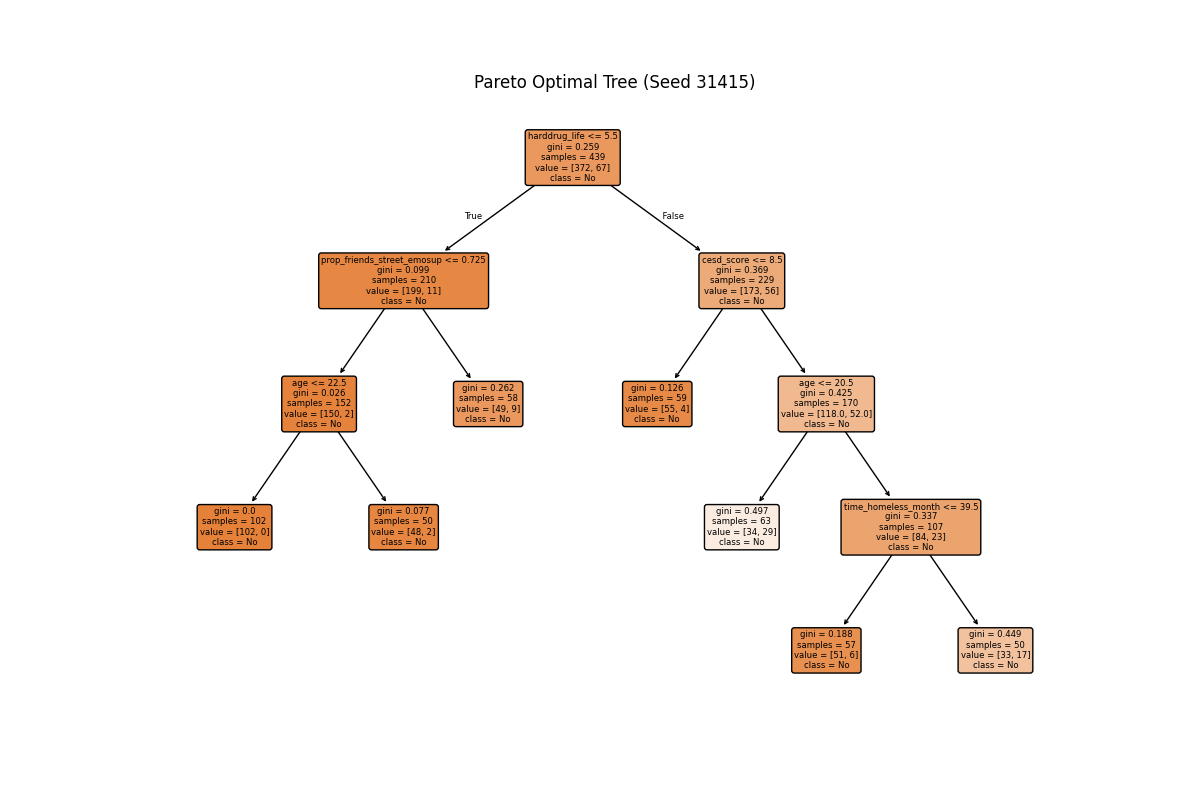 Pareto Optimal Tree (Seed 31415)
harddrug_life <= 5.5
gini = 0.259
samples = 439
value = [372, 67]
class = No
True
False
prop_friends_street_emosup <= 0.725
gini = 0.099
samples = 210
value = [199, 11]
class = No
cesd_score <= 8.5
gini = 0.369
samples = 229
value = [173, 56]
class = No
age <= 22.5
gini = 0.026
samples = 152
value = [150, 2]
class = No
gini = 0.262
samples = 58
value = [49, 9]
class = No
gini = 0.126
samples = 59
value = [55, 4]
class = No
age <= 20.5
gini = 0.425
samples = 170
value = [118.0, 52.0]
class = No
gini = 0.0
samples = 102
value = [102, 0]
class = No
gini = 0.077
samples = 50
value = [48, 2]
class = No
gini = 0.497
samples = 63
value = [34, 29]
class = No
time_homeless_month <= 39.5
gini = 0.337
samples = 107
value = [84, 23]
class = No
gini = 0.188
samples = 57
value = [51, 6]
class = No
gini = 0.449
samples = 50
value = [33, 17]
class = No